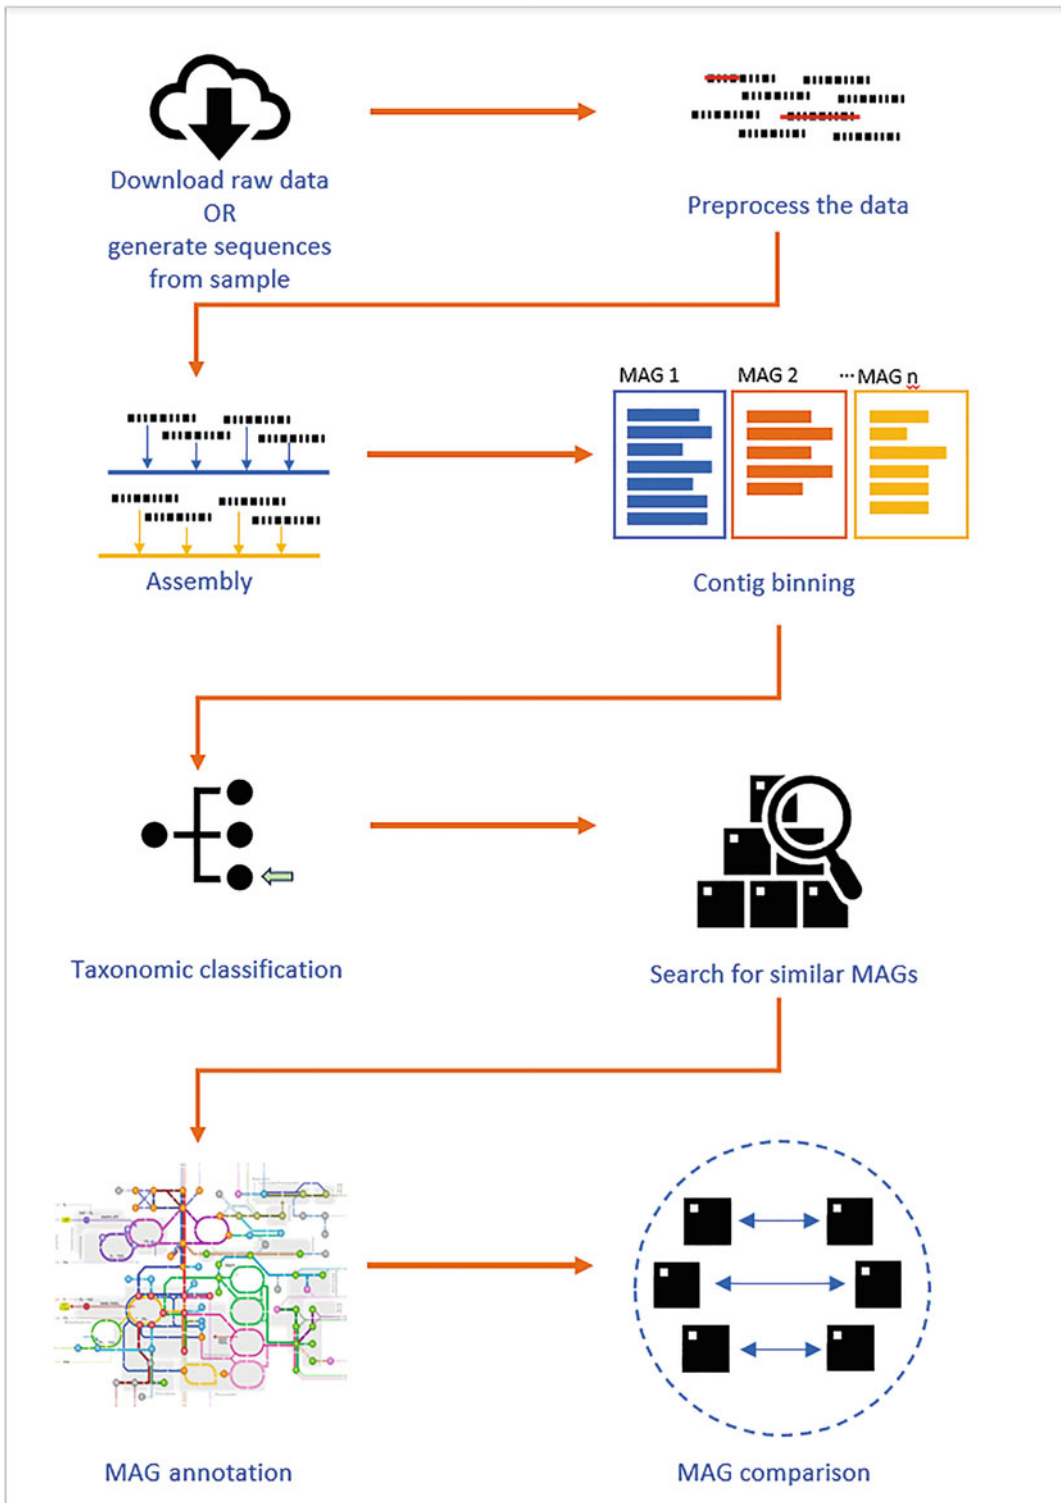 Download raw data
OR
generate sequences
from sample
Preprocess the data
Assembly
MAG 1
MAG 2
...MAG n
Contig binning
Taxonomic classification
Search for similar MAGs
MAG annotation
MAG comparison